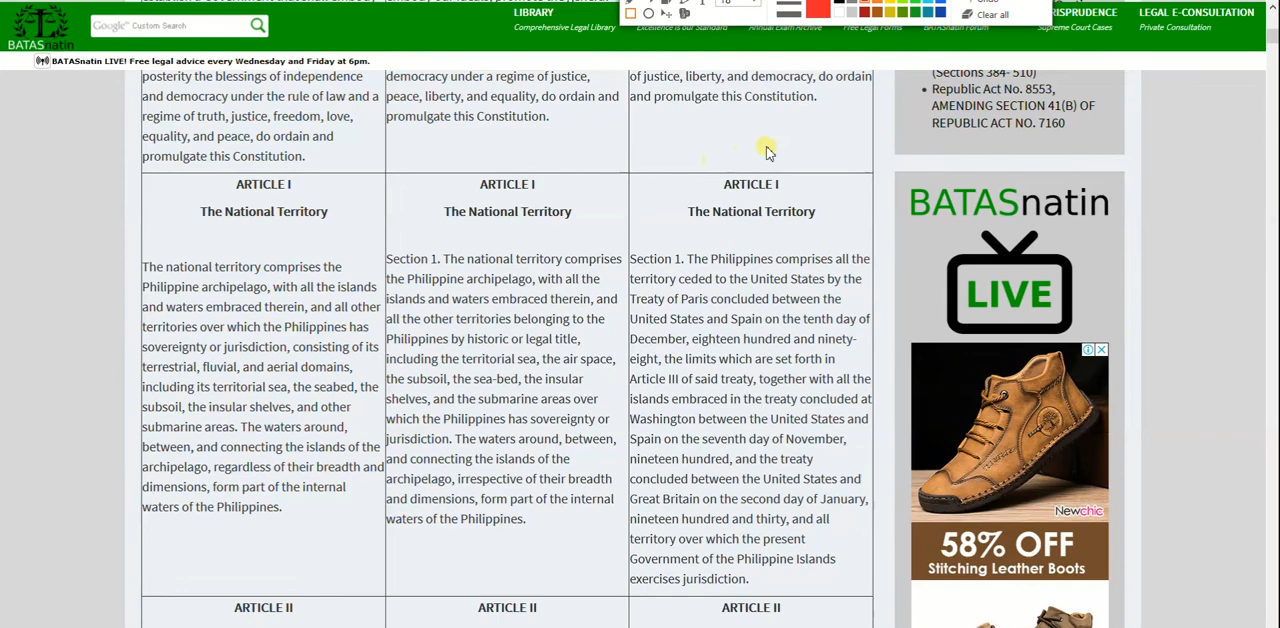 LIBRARY
Comprehensive Legal Library
Excellence is our Standard
Annual Exam Archive
Free Legal Forms
BATASnatin Forum
18
Clear all
RISPRUDENCE
Supreme Court Cases
LEGAL E-CONSULTATION
Private Consultation
BATASnatin
Google Custom Search
BATASnatin LIVE! Free legal advice every Wednesday and Friday at 6pm.
posterity the blessings of independence
and democracy under the rule of law and a
regime of truth, justice, freedom, love,
equality, and peace, do ordain and
promulgate this Constitution.
democracy under a regime of justice,
peace, liberty, and equality, do ordain and
promulgate this Constitution.
of justice, liberty, and democracy, do ordain
and promulgate this Constitution.
ARTICLE I
The National Territory
The national territory comprises the
Philippine archipelago, with all the islands
and waters embraced therein, and all other
territories over which the Philippines has
sovereignty or jurisdiction, consisting of its
terrestrial, fluvial, and aerial domains,
including its territorial sea, the seabed, the
subsoil, the insular shelves, and other
submarine areas. The waters around,
between, and connecting the islands of the
archipelago, regardless of their breadth and
dimensions, form part of the internal
waters of the Philippines.
ARTICLE I
The National Territory
Section 1. The national territory comprises
the Philippine archipelago, with all the
islands and waters embraced therein, and
all the other territories belonging to the
Philippines by historic or legal title,
including the territorial sea, the air space,
the subsoil, the sea-bed, the insular
shelves, and the submarine areas over
which the Philippines has sovereignty or
jurisdiction. The waters around, between,
and connecting the islands of the
archipelago, irrespective of their breadth
and dimensions, form part of the internal
waters of the Philippines.
ARTICLE I
The National Territory
Section 1. The Philippines comprises all the
territory ceded to the United States by the
Treaty of Paris concluded between the
United States and Spain on the tenth day of
December, eighteen hundred and ninety-
eight, the limits which are set forth in
Article III of said treaty, together with all the
islands embraced in the treaty concluded at
Washington between the United States and
Spain on the seventh day of November,
nineteen hundred, and the treaty
concluded between the United States and
Great Britain on the second day of January,
nineteen hundred and thirty, and all
territory over which the present
Government of the Philippine Islands
exercises jurisdiction.
ARTICLE II
ARTICLE II
ARTICLE II
(Sections 384- 510)
Republic Act No. 8553,
AMENDING SECTION 41(B) OF
REPUBLIC ACT NO. 7160
BATASnatin
LIVE
Newchic
58% OFF
Stitching Leather Boots